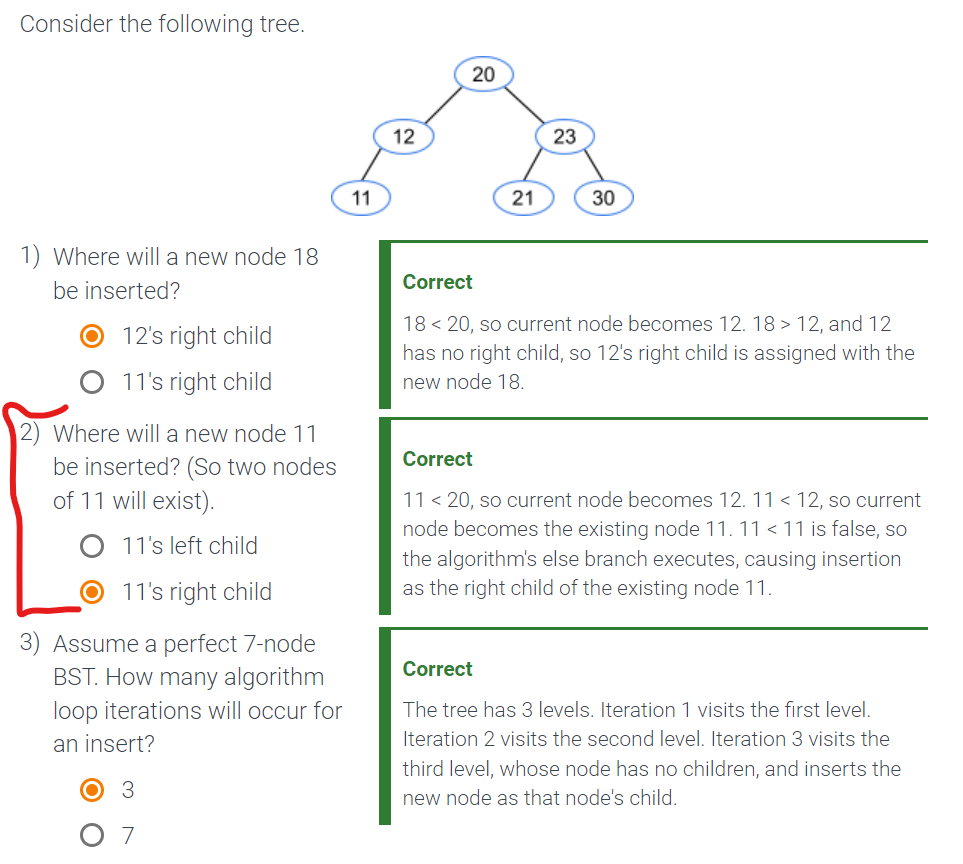 Consider the following tree.
20
12
23
11
21
30
1) Where will a new node 18
be inserted?
12's right child
11's right child
Correct
18 < 20, so current node becomes 12. 18 > 12, and 12
has no right child, so 12's right child is assigned with the
new node 18.
2) Where will a new node 11
be inserted? (So two nodes
of 11 will exist).
11's left child
11's right child
Correct
11 < 20, so current node becomes 12. 11 < 12, so current
node becomes the existing node 11. 11 < 11 is false, so
the algorithm's else branch executes, causing insertion
as the right child of the existing node 11.
3) Assume a perfect 7-node
BST. How many algorithm
loop iterations will occur for
an insert?
3
7
Correct
The tree has 3 levels. Iteration 1 visits the first level.
Iteration 2 visits the second level. Iteration 3 visits the
third level, whose node has no children, and inserts the
new node as that node's child.